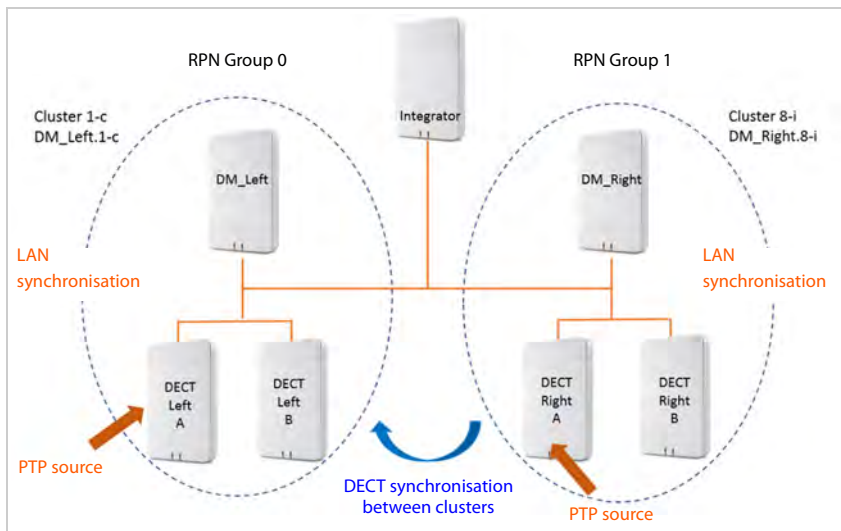 RPN Group 0
RPN Group 1
Integrator
Cluster 1-c
DM_Left.1-c
Cluster 8-i
DM_Right.8-i
DM_Left
DM_Right
LAN
synchronisation
LAN
synchronisation
DECT
Left
A
DECT
Left
B
DECT
Right
A
DECT
Right
B
PTP source
DECT synchronisation
between clusters
PTP source